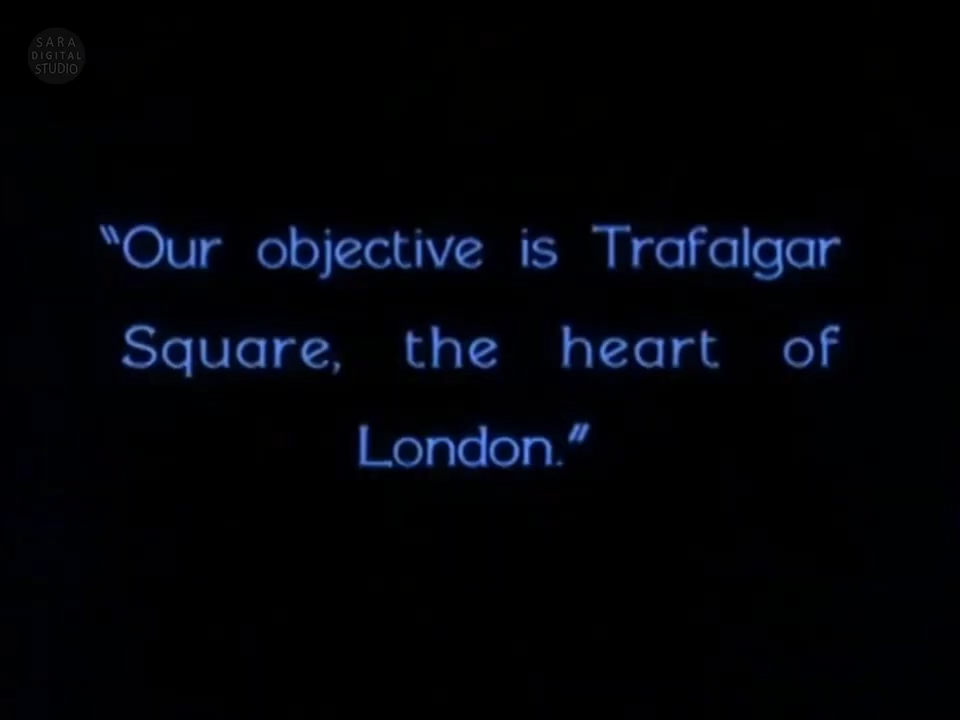 SARA
DIGITAL
STUDIO
“Our objective is Trafalgar
Square, the heart of
London.”